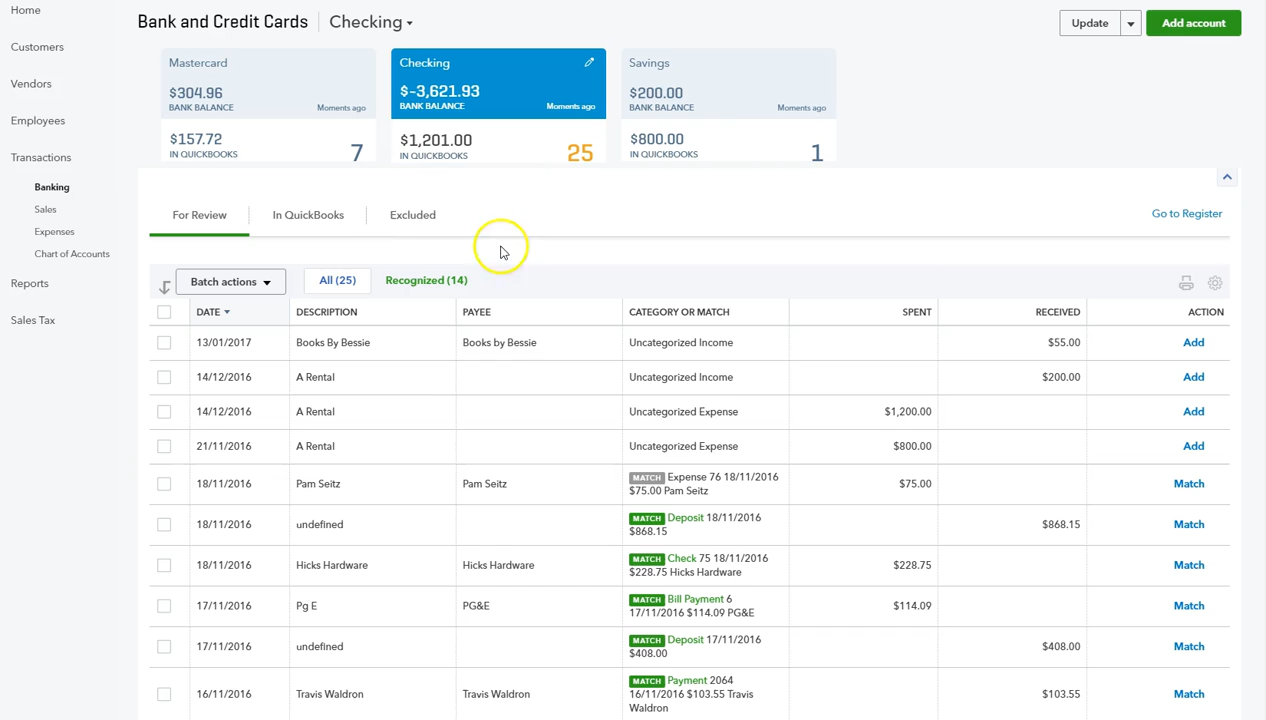 Home
Customers
Vendors
Employees
Transactions
Banking
Sales
Expenses
Chart of Accounts
Reports
Sales Tax
Bank and Credit Cards Checking
Update Add account
Mastercard
$304.96
BANK BALANCE Moments ago
$157.72
IN QUICKBOOKS 7
Checking
$-3,621.93
BANK BALANCE Moments ago
$1,201.00
IN QUICKBOOKS 25
Savings
$200.00
BANK BALANCE Moments ago
$800.00
IN QUICKBOOKS 1
For Review In QuickBooks Excluded Go to Register
Batch actions All (25) Recognized (14)
DATE DESCRIPTION PAYEE CATEGORY OR MATCH SPENT RECEIVED ACTION
13/01/2017 Books By Bessie Books by Bessie Uncategorized Income $55.00 Add
14/12/2016 A Rental Uncategorized Income $200.00 Add
14/12/2016 A Rental Uncategorized Expense $1,200.00 Add
21/11/2016 A Rental Uncategorized Expense $800.00 Add
18/11/2016 Pam Seitz Pam Seitz MATCH Expense 76 18/11/2016
$75.00 Pam Seitz $75.00 Match
18/11/2016 undefined MATCH Deposit 18/11/2016
$868.15 $868.15 Match
18/11/2016 Hicks Hardware Hicks Hardware MATCH Check 75 18/11/2016
$228.75 Hicks Hardware $228.75 Match
17/11/2016 Pg E PG&E MATCH Bill Payment 6
17/11/2016 $114.09 PG&E $114.09 Match
17/11/2016 undefined MATCH Deposit 17/11/2016
$408.00 $408.00 Match
16/11/2016 Travis Waldron Travis Waldron MATCH Payment 2064
16/11/2016 $103.55 Travis
Waldron $103.55 Match